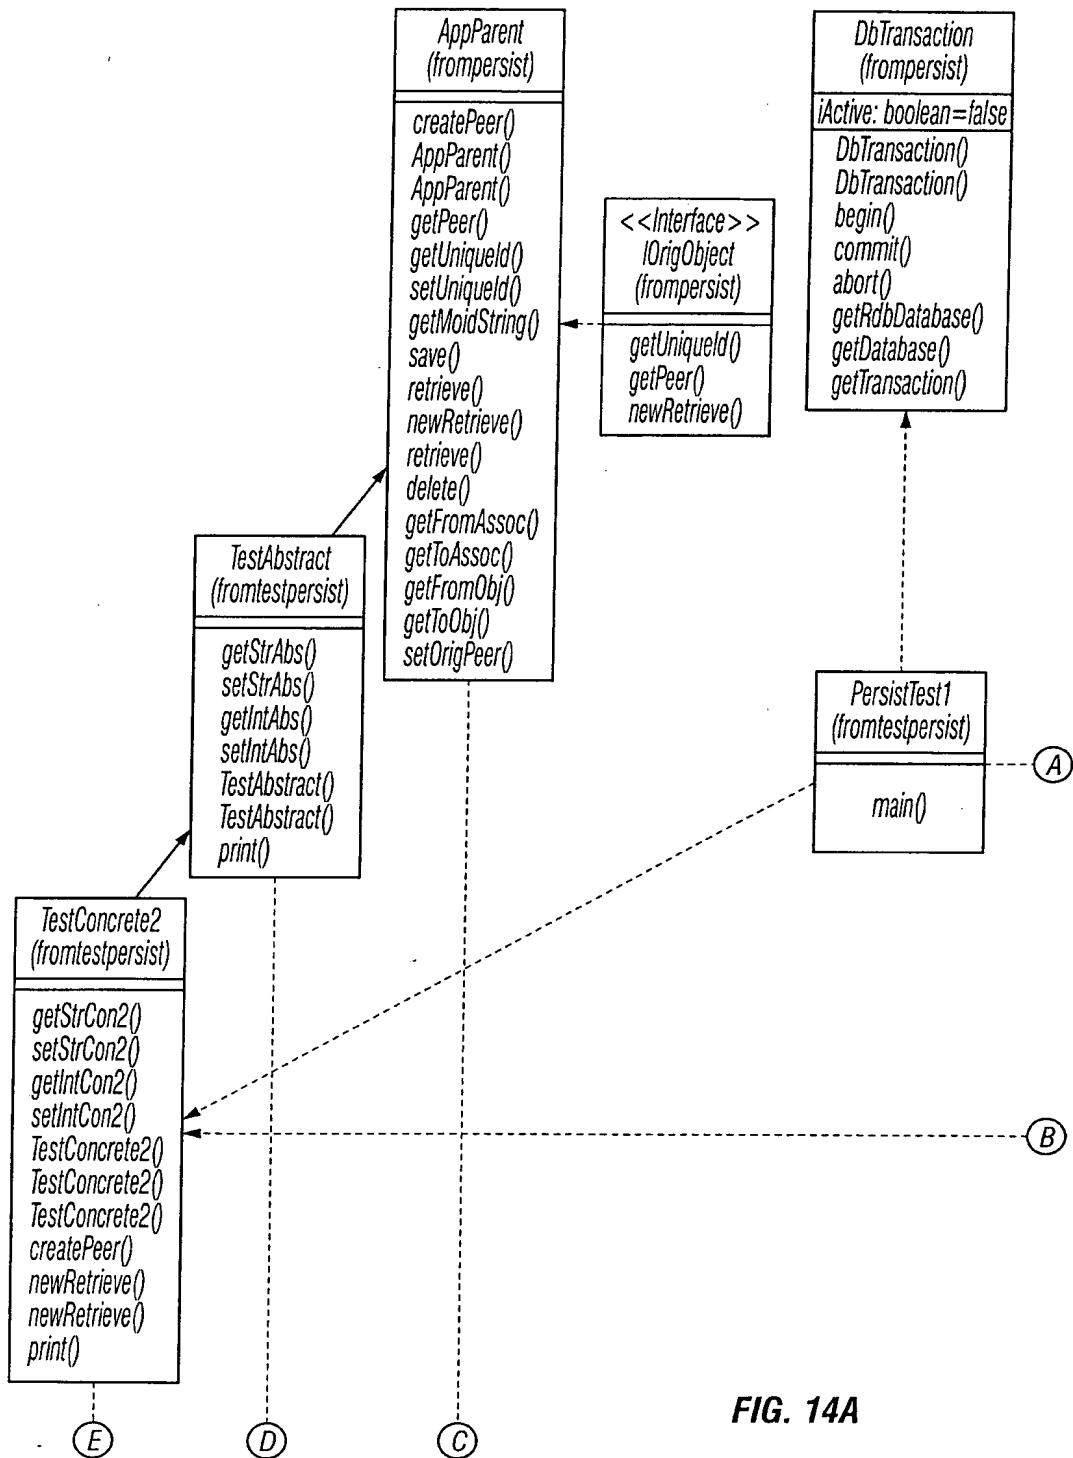 AppParent
(frompersist)
createPeer()
AppParent()
AppParent()
getPeer()
getUniqueId()
setUniqueId()
getMoidString()
save()
retrieve()
newRetrieve()
retrieve()
delete()
getFromAssoc()
getToAssoc()
getFromObj()
getToObj()
setOrigPeer()
<<Interface>>
IOrigObject
(frompersist)
getUniqueId()
getPeer()
newRetrieve()
DbTransaction
(frompersist)
iActive: boolean=false
DbTransaction()
DbTransaction()
begin()
commit()
abort()
getRdbDatabase()
getDatabase()
getTransaction()
TestAbstract
(fromtestpersist)
getStrAbs()
setStrAbs()
getIntAbs()
setIntAbs()
TestAbstract()
TestAbstract()
print()
PersistTest1
(fromtestpersist)
main()
A
TestConcrete2
(fromtestpersist)
getStrCon2()
setStrCon2()
getIntCon2()
setIntCon2()
TestConcrete2()
TestConcrete2()
TestConcrete2()
createPeer()
newRetrieve()
newRetrieve()
print()
B
E
D
C
FIG. 14A